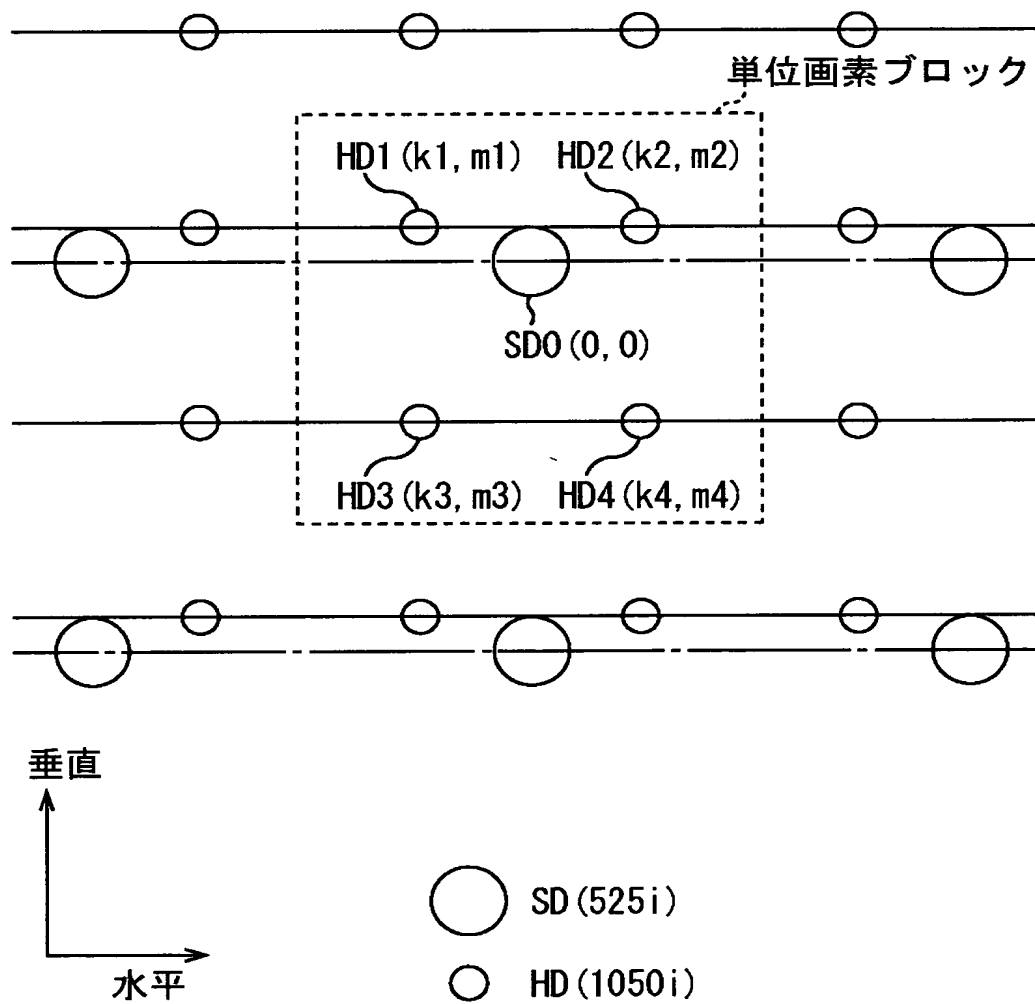 単位画素ブロック
HD1(k1,m1) HD2(k2,m2)
SD0(0,0)
HD3(k3,m3) HD4(k4,m4)
垂直
水平
SD(525i)
HD(1050i)